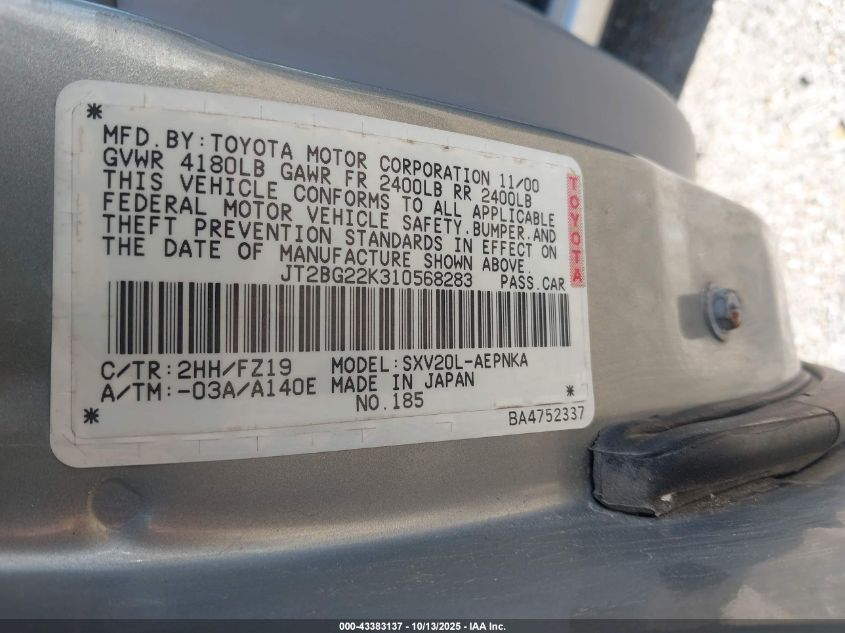 MFD.BY:TOYOTA MOTOR CORPORATION 11/00
GVWR 4180LB GAWR FR 2400LB RR 2400LB
THIS VEHICLE CONFORMS TO ALL APPLICABLE
FEDERAL MOTOR VEHICLE SAFETY.BUMPER.AND
THEFT PREVENTION STANDARDS IN EFFECT ON
THE DATE OF MANUFACTURE SHOWN ABOVE.
JT2BG22K310568283 PASS.CAR
TOYOTA
C/TR:2HH/FZ19 MODEL:SXV20L-AEPNKA
A/TM:-03A/A140E MADE IN JAPAN
NO.185
BA4752337
000-43383137 - 10/13/2025 - IAA Inc.